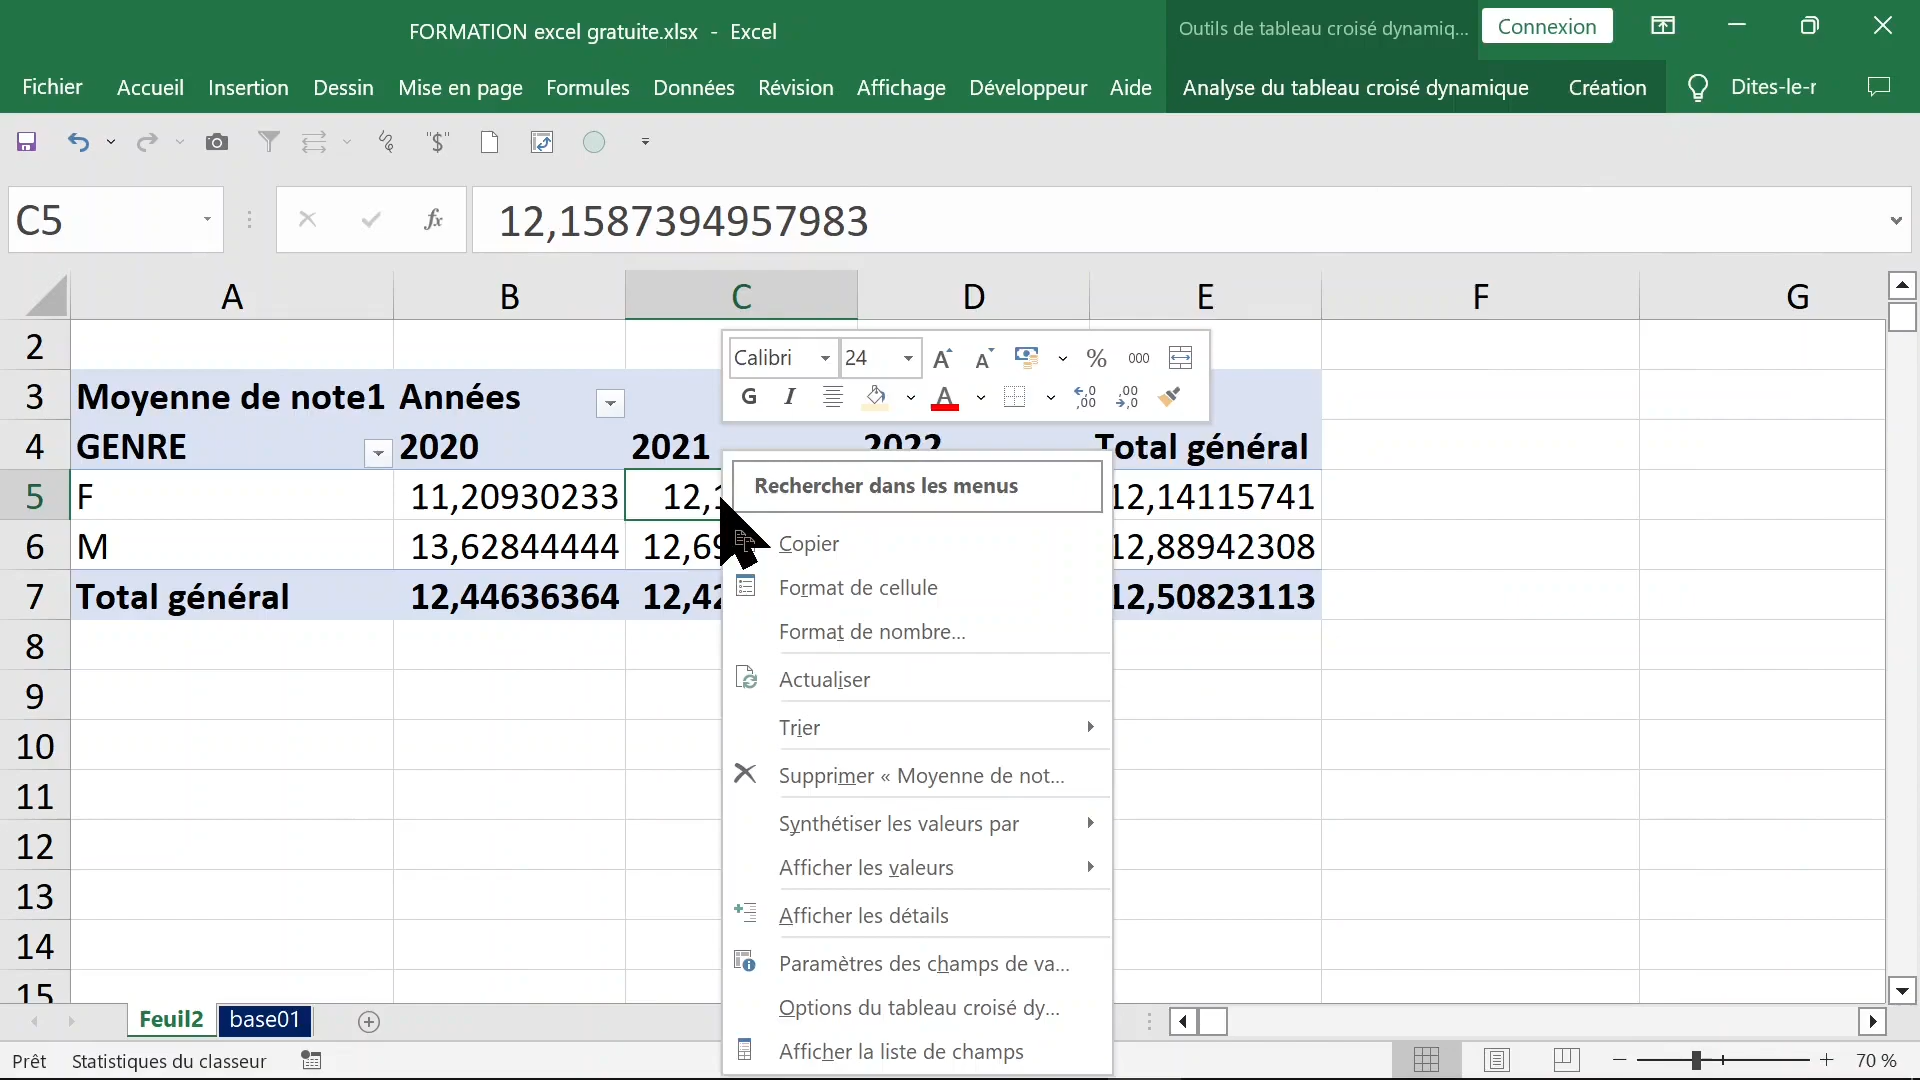 FORMATION excel gratuite.xlsx - Excel
Outils de tableau croisé dynamiq...
Connexion
Fichier Accueil Insertion Dessin Mise en page Formules Données Révision Affichage Développeur Aide Analyse du tableau croisé dynamique Création Dites-le-r
"$"
C5 fx 12,1587394957983
A B C D E F G
2
3 Moyenne de note1 Années
4 GENRE 2020 2021 2022 Total général
5 F 11,20930233 12,1 12,14115741
6 M 13,62844444 12,69 12,88942308
7 Total général 12,44636364 12,42 12,50823113
8
9
10
11
12
13
14
15
Calibri 24 A A % 000
G I A
Rechercher dans les menus
Copier
Format de cellule
Format de nombre...
Actualiser
Trier
Supprimer « Moyenne de not...
Synthétiser les valeurs par
Afficher les valeurs
Afficher les détails
Paramètres des champs de va...
Options du tableau croisé dy...
Afficher la liste de champs
Feuil2 base01
Prêt Statistiques du classeur
70 %